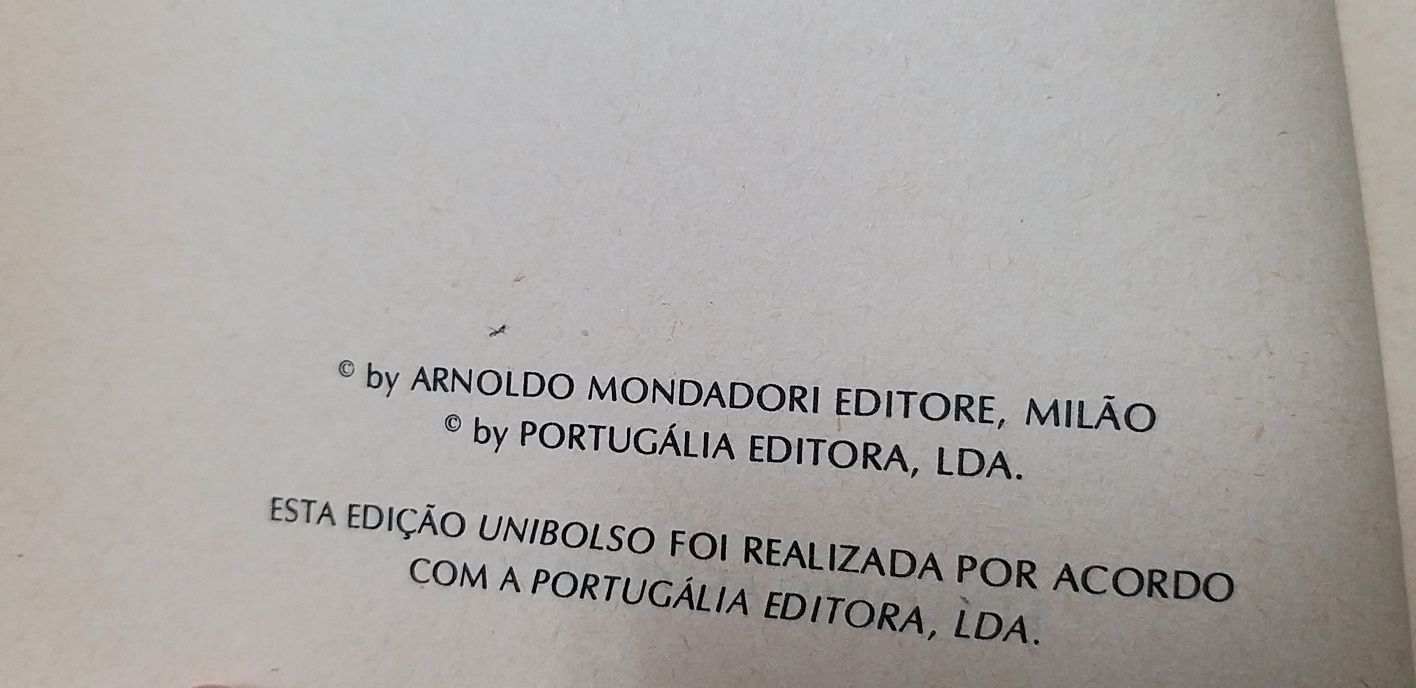 © by ARNOLDO MONDADORI EDITORE, MILÃO
© by PORTUGÁLIA EDITORA, LDA.
ESTA EDIÇÃO UNIBOLSO FOI REALIZADA POR ACORDO
COM A PORTUGÁLIA EDITORA, LDA.